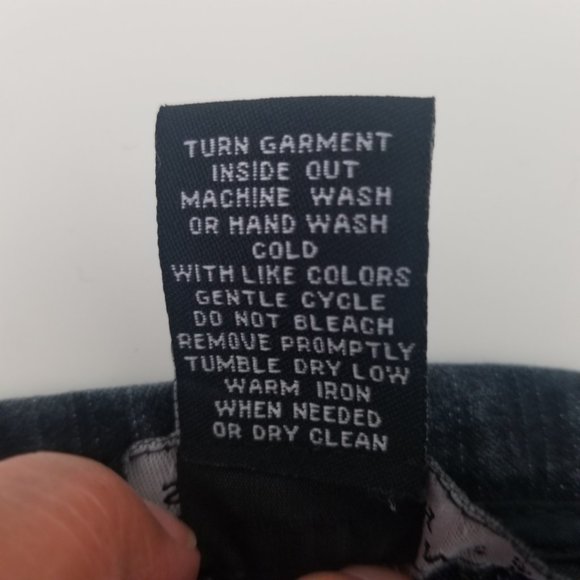 TURN GARMENT
INSIDE OUT
MACHINE WASH
OR HAND WASH
COLD
WITH LIKE COLORS
GENTLE CYCLE
DO NOT BLEACH
REMOVE PROMPTLY
TUMBLE DRY LOW
WARM IRON
WHEN NEEDED
OR DRY CLEAN